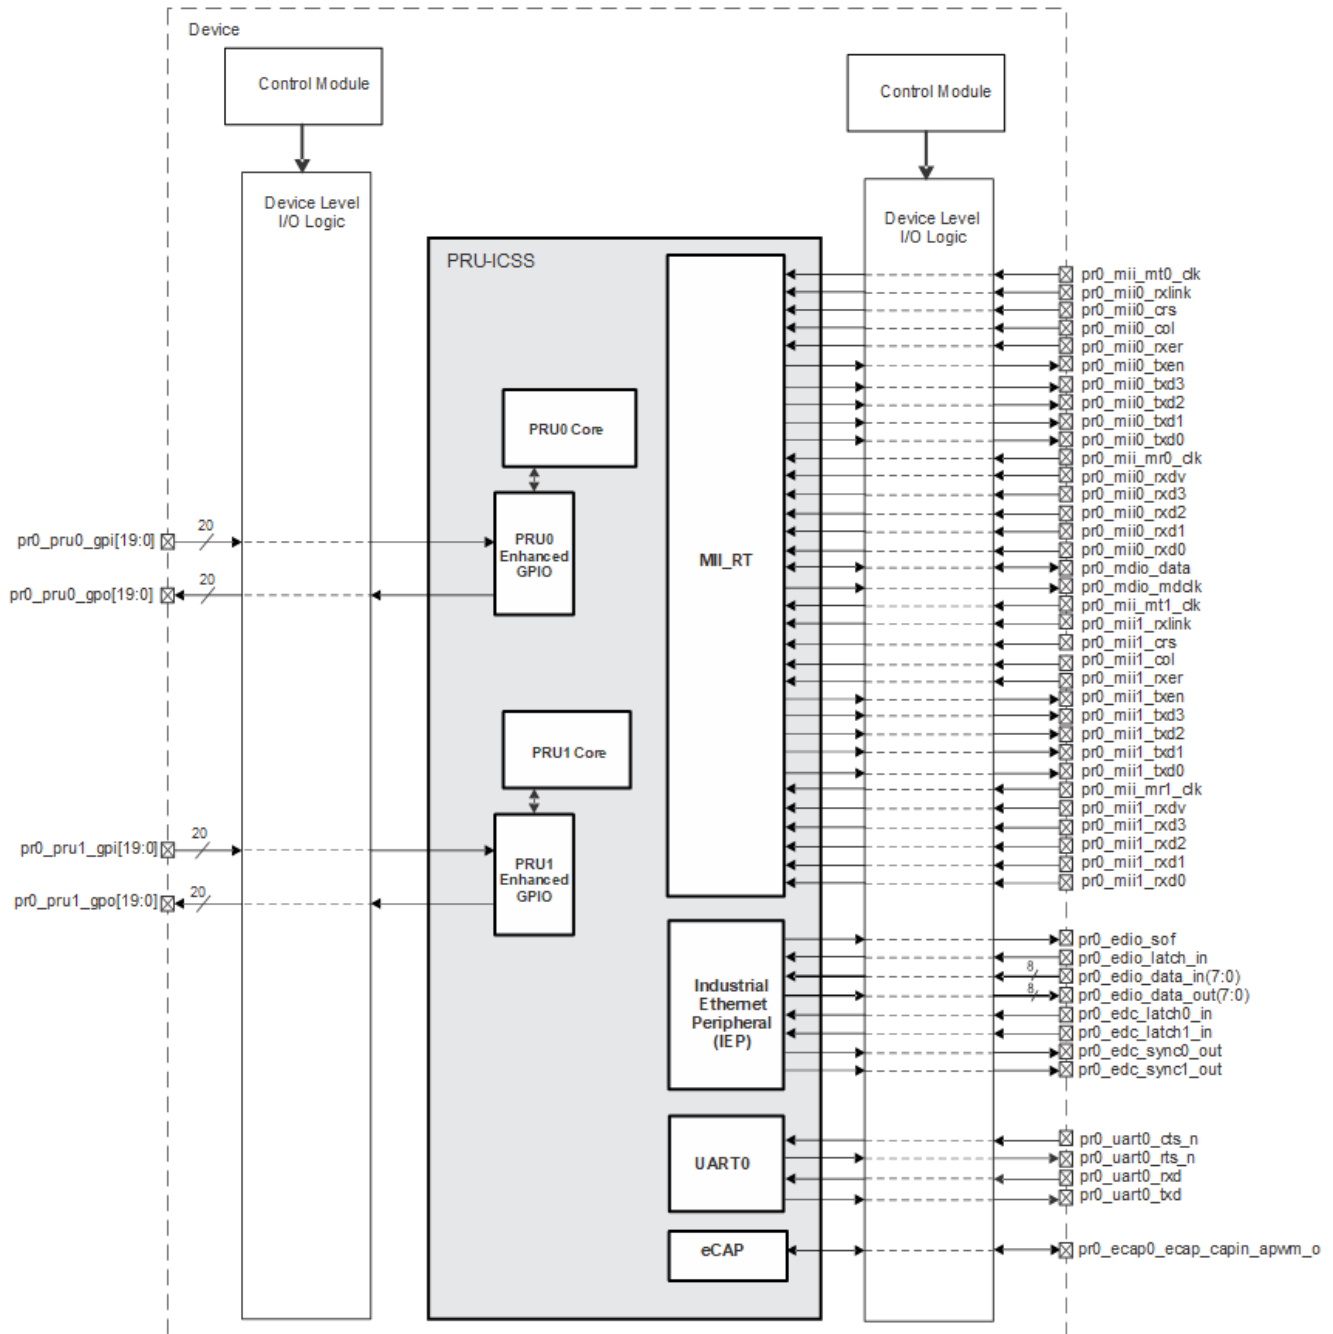 Device
Control Module
Control Module
Device Level
I/O Logic
Device Level
I/O Logic
PRU-ICSS
PRU0 Core
PRU0
Enhanced
GPIO
PRU1 Core
PRU1
Enhanced
GPIO
MII_RT
Industrial
Ethernet
Peripheral
(IEP)
UART0
eCAP
pr0_pru0_gpi[19:0]
20
pr0_pru0_gpo[19:0]
20
pr0_pru1_gpi[19:0]
20
pr0_pru1_gpo[19:0]
20
pr0_mii_mt0_clk
pr0_mii0_rxlink
pr0_mii0_crs
pr0_mii0_col
pr0_mii0_rxer
pr0_mii0_txen
pr0_mii0_txd3
pr0_mii0_txd2
pr0_mii0_txd1
pr0_mii0_txd0
pr0_mii_mr0_clk
pr0_mii0_rxdv
pr0_mii0_rxd3
pr0_mii0_rxd2
pr0_mii0_rxd1
pr0_mii0_rxd0
pr0_mdio_data
pr0_mdio_mdclk
pr0_mii_mt1_clk
pr0_mii1_rxlink
pr0_mii1_crs
pr0_mii1_col
pr0_mii1_rxer
pr0_mii1_txen
pr0_mii1_txd3
pr0_mii1_txd2
pr0_mii1_txd1
pr0_mii1_txd0
pr0_mii_mr1_clk
pr0_mii1_rxdv
pr0_mii1_rxd3
pr0_mii1_rxd2
pr0_mii1_rxd1
pr0_mii1_rxd0
pr0_edio_sof
pr0_edio_latch_in
8
pr0_edio_data_in(7:0)
8
pr0_edio_data_out(7:0)
pr0_edc_latch0_in
pr0_edc_latch1_in
pr0_edc_sync0_out
pr0_edc_sync1_out
pr0_uart0_cts_n
pr0_uart0_rts_n
pr0_uart0_rxd
pr0_uart0_txd
pr0_ecap0_ecap_capin_apwm_o